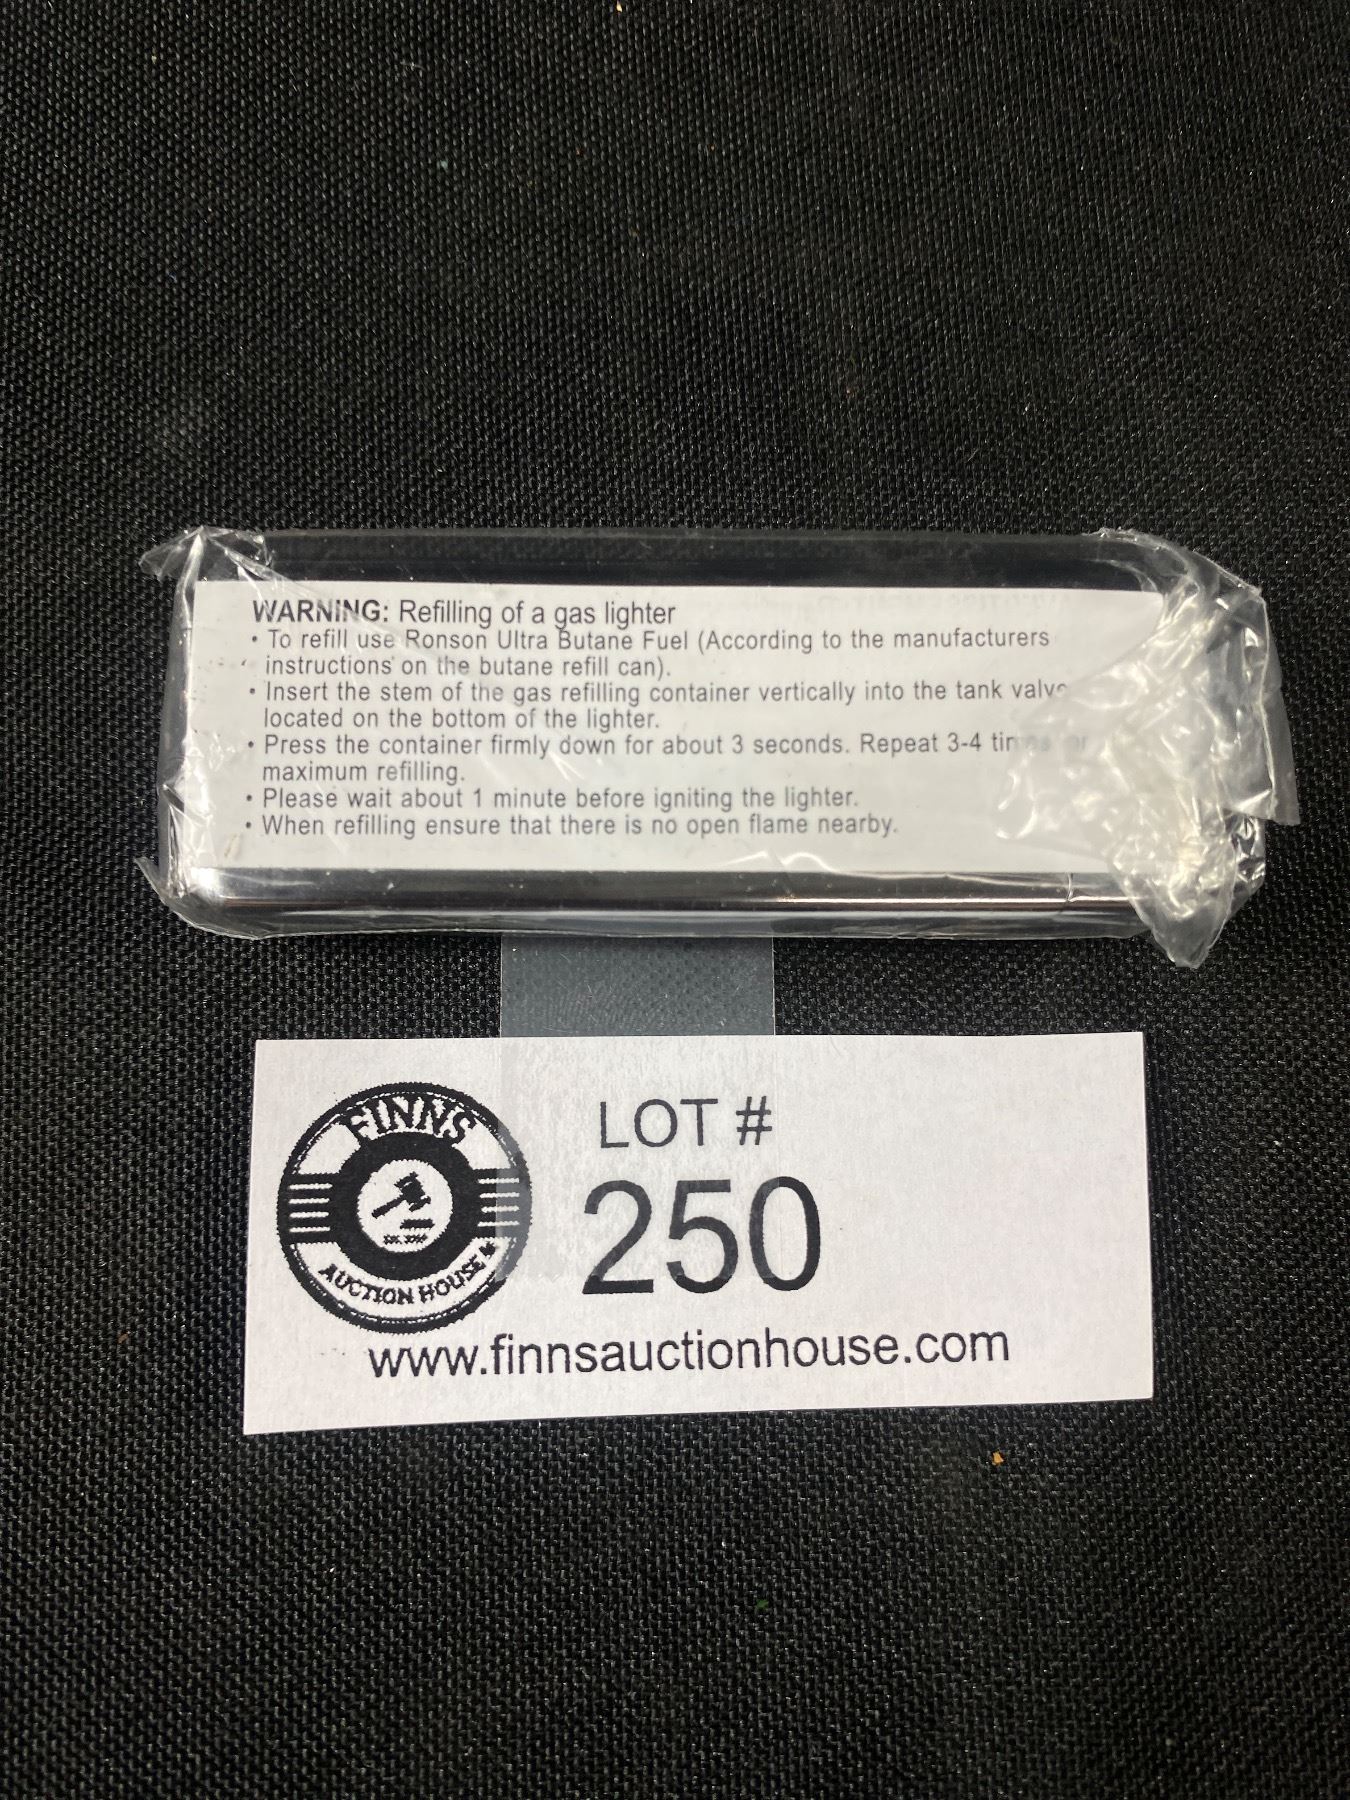 WARNING: Refilling of a gas lighter
• To refill use Ronson Ultra Butane Fuel (According to the manufacturers
instructions on the butane refill can).
• Insert the stem of the gas refilling container vertically into the tank valve
located on the bottom of the lighter.
• Press the container firmly down for about 3 seconds. Repeat 3-4 times for
maximum refilling.
• Please wait about 1 minute before igniting the lighter.
• When refilling ensure that there is no open flame nearby.
FINNS
AUCTION HOUSE
LOT #
250
www.finnsauctionhouse.com